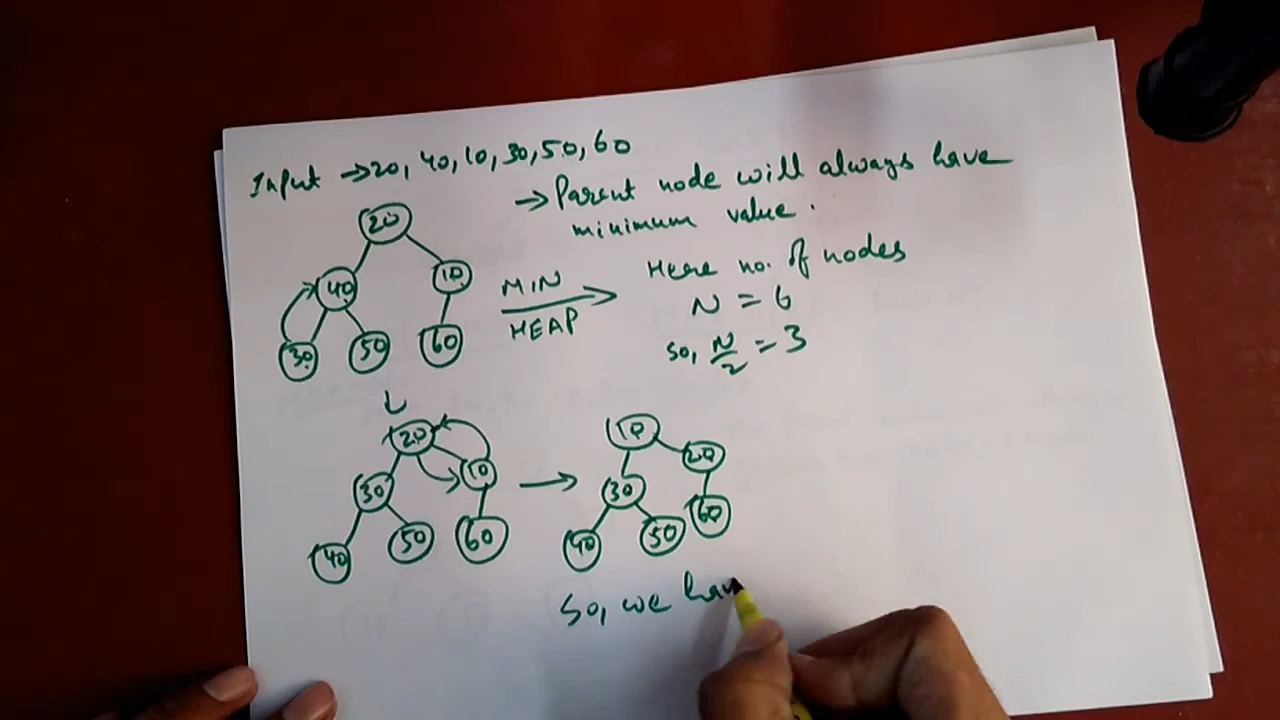 Input → 20, 40, 10, 30, 50, 60
→ Parent node will always have
minimum value.
20
40 10
30 50 60
MIN
HEAP
Here no. of nodes
N = 6
so, N/2 = 3
20
30 10
40 50 60
10
30 20
40 50 60
So, we hav